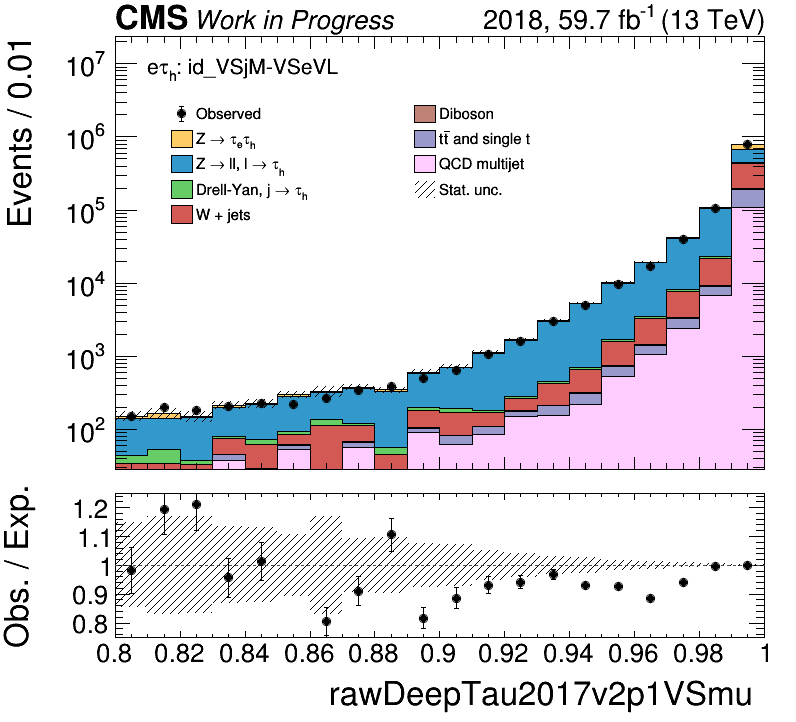 CMS Work in Progress 2018, 59.7 fb⁻¹ (13 TeV)
Events / 0.01
10⁷
10⁶
10⁵
10⁴
10³
10²
eτₕ: id_VSjM-VSeVL
Observed
Z → τₑτₕ
Z → ll, l → τₕ
Drell-Yan, j → τₕ
W + jets
Diboson
tt̄ and single t
QCD multijet
Stat. unc.
Obs. / Exp.
1.2
1.1
1
0.9
0.8
0.8 0.82 0.84 0.86 0.88 0.9 0.92 0.94 0.96 0.98 1
rawDeepTau2017v2p1VSmu